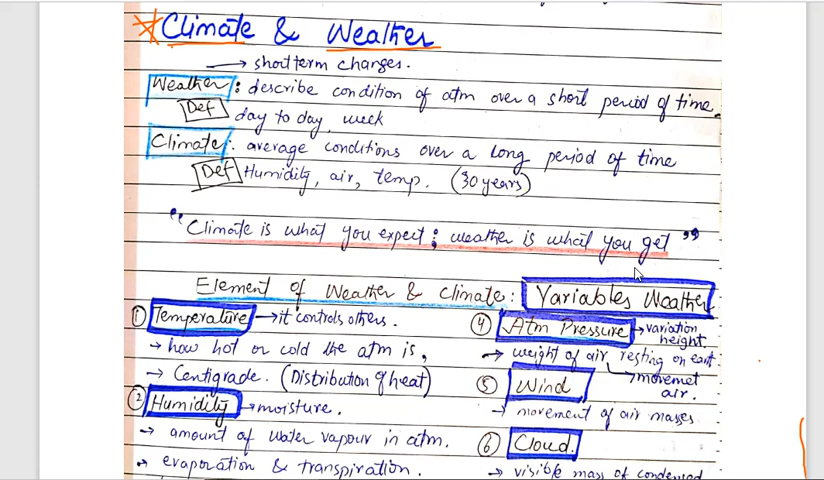 Climate & Weather
→ short term changes.
Weather: describe condition of atm over a short period of time.
Def day to day, week
Climate: average conditions over a long period of time
Def Humidity, air, temp. (30 years)
"Climate is what you expect: weather is what you get"
Element of Weather & Climate: Variables Weather
① Temperature → it controls others.
→ how hot or cold the atm is,
→ Centigrade. (Distribution of heat)
② Humidity → moisture.
→ amount of water vapour in atm.
→ evaporation & transpiration.
④ Atm Pressure → variation height.
→ weight of air resting on eart
→ movemet air.
⑤ Wind
→ movement of air masses
⑥ Cloud.
→ visible mass of condensed